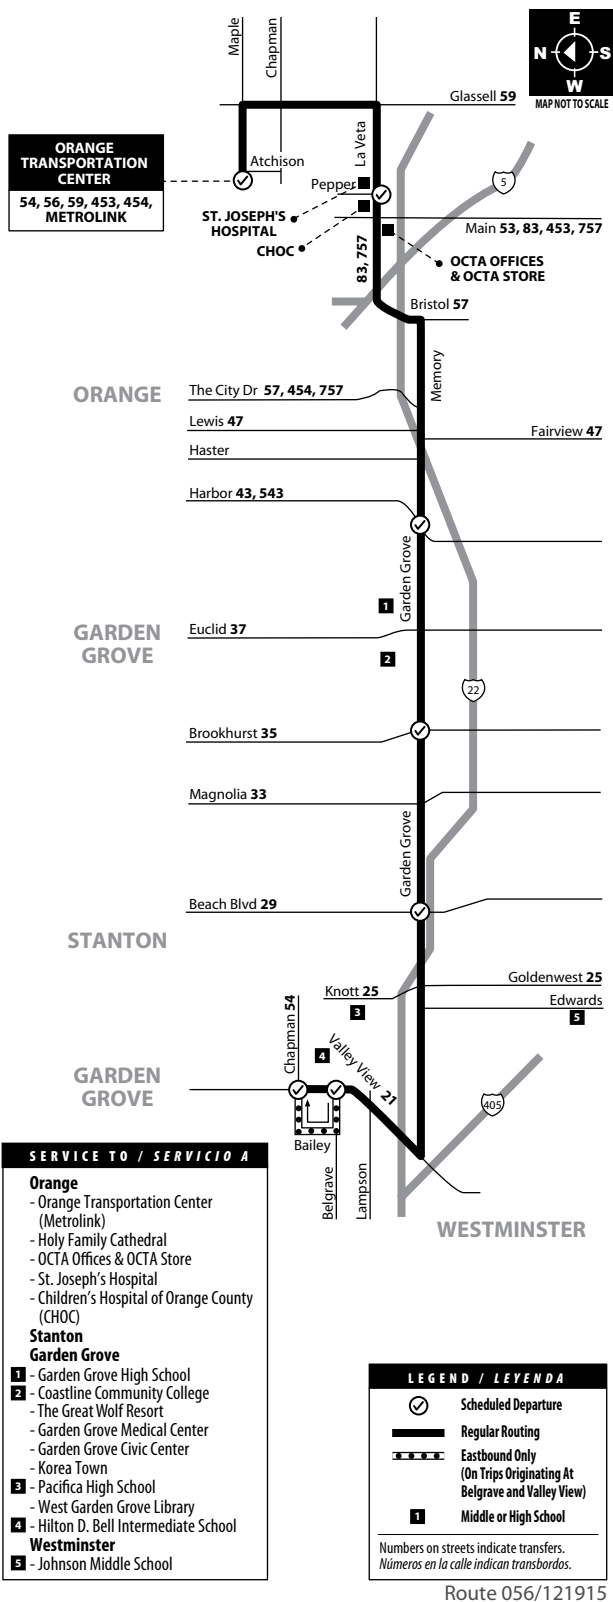 Maple
Chapman
E
N
S
W
MAP NOT TO SCALE
Glassell 59
ORANGE
TRANSPORTATION
CENTER
54, 56, 59, 453, 454,
METROLINK
Atchison
La Veta
Pepper
5
ST. JOSEPH'S
HOSPITAL
CHOC
Main 53, 83, 453, 757
83, 757
OCTA OFFICES
& OCTA STORE
Bristol 57
Memory
ORANGE
The City Dr 57, 454, 757
Lewis 47
Fairview 47
Haster
Harbor 43, 543
Garden Grove
1
GARDEN
GROVE
Euclid 37
2
22
Brookhurst 35
Magnolia 33
Garden Grove
Beach Blvd 29
STANTON
Goldenwest 25
Knott 25
Edwards
3
5
Chapman 54
4
Valley View 21
GARDEN
GROVE
405
Bailey
Belgrave
Lampson
WESTMINSTER
SERVICE TO / SERVICIO A
Orange
- Orange Transportation Center
(Metrolink)
- Holy Family Cathedral
- OCTA Offices & OCTA Store
- St. Joseph's Hospital
- Children's Hospital of Orange County
(CHOC)
Stanton
Garden Grove
1 - Garden Grove High School
2 - Coastline Community College
- The Great Wolf Resort
- Garden Grove Medical Center
- Garden Grove Civic Center
- Korea Town
3 - Pacifica High School
- West Garden Grove Library
4 - Hilton D. Bell Intermediate School
Westminster
5 - Johnson Middle School
LEGEND / LEYENDA
Scheduled Departure
Regular Routing
Eastbound Only
(On Trips Originating At
Belgrave and Valley View)
1 Middle or High School
Numbers on streets indicate transfers.
Números en la calle indican transbordos.
Route 056/121915